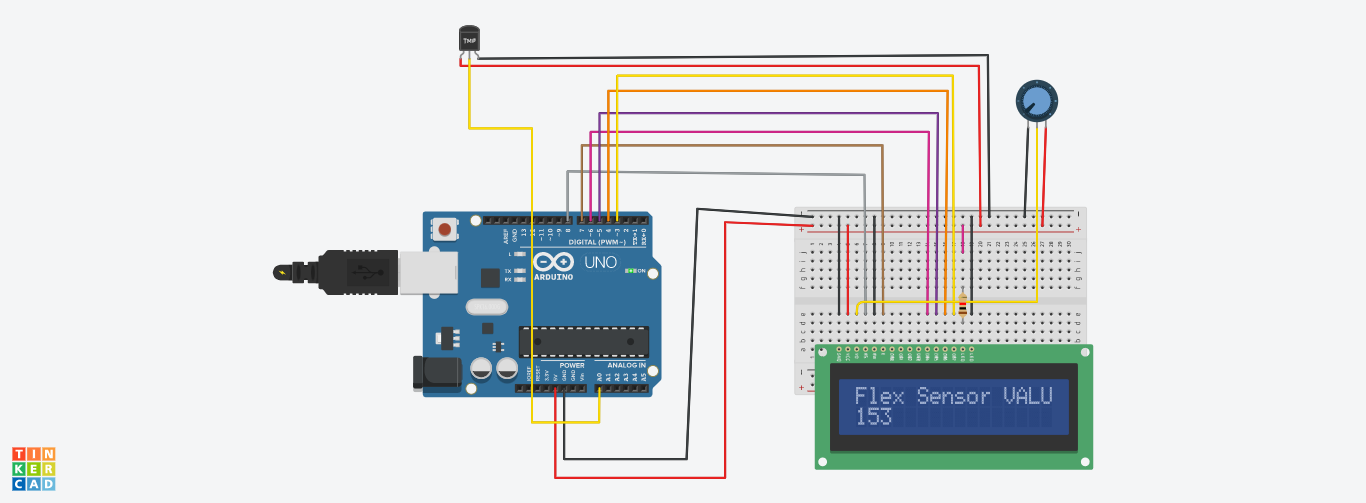 TMP
AREF
GND
13
12
~11
~10
~9
8
7
~6
~5
4
~3
2
TX→1
RX←0
DIGITAL (PWM~)
L
TX
RX
ARDUINO
UNO
ON
POWER
ANALOG IN
IOREF
RESET
3.3V
5V
GND
GND
Vin
A0
A1
A2
A3
A4
A5
Flex Sensor VALU
153
TIN
KER
CAD